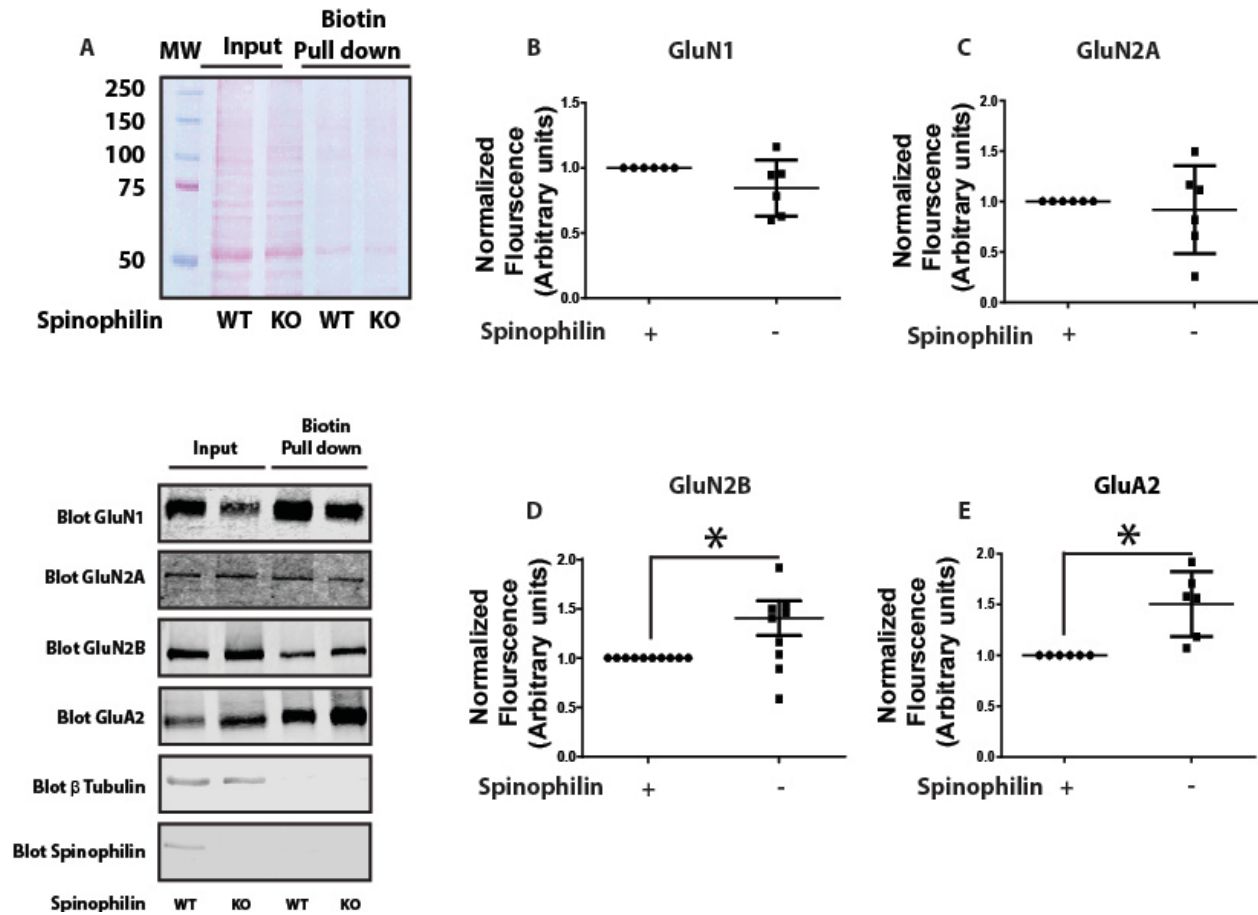 A
MW
Input
Biotin
Pull down
250
150
100
75
50
Spinophilin WT KO WT KO
B
GluN1
Normalized
Flourscence
(Arbitrary units)
1.5
1.0
0.5
0.0
Spinophilin + -
C
GluN2A
Normalized
Flourscence
(Arbitrary units)
2.0
1.5
1.0
0.5
0.0
Spinophilin + -
Input
Biotin
Pull down
Blot GluN1
Blot GluN2A
Blot GluN2B
Blot GluA2
Blot β Tubulin
Blot Spinophilin
Spinophilin WT KO WT KO
D
GluN2B
*
Normalized
Flourscence
(Arbitrary units)
2.0
1.5
1.0
0.5
0.0
Spinophilin + -
E
GluA2
*
Normalized
Flourscence
(Arbitrary units)
2.0
1.5
1.0
0.5
0.0
Spinophilin + -